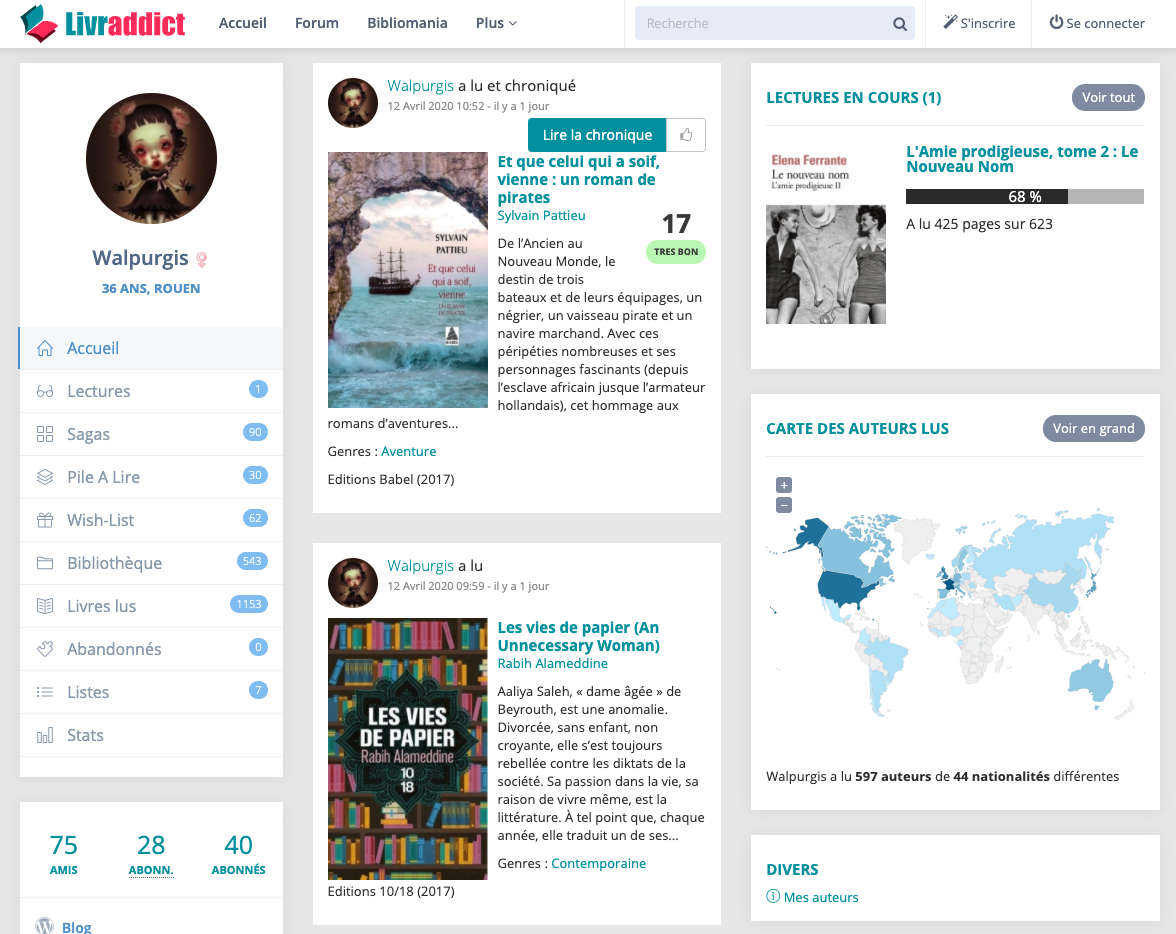 Livraddict
Accueil
Forum
Bibliomania
Plus
Recherche
S'inscrire
Se connecter
Walpurgis
36 ANS, ROUEN
Accueil
Lectures
1
Sagas
90
Pile A Lire
30
Wish-List
62
Bibliothèque
543
Livres lus
1153
Abandonnés
0
Listes
7
Stats
75
AMIS
28
ABONN.
40
ABONNÉS
Blog
Walpurgis a lu et chroniqué
12 Avril 2020 10:52 - il y a 1 jour
Lire la chronique
SYLVAIN
PATTIEU
Et que celui
qui a soif,
vienne
UN ROMAN
DE PIRATES
BABEL
Et que celui qui a soif,
vienne : un roman de
pirates
Sylvain Pattieu
17
TRES BON
De l’Ancien au
Nouveau Monde, le
destin de trois
bateaux et de leurs équipages, un
négrier, un vaisseau pirate et un
navire marchand. Avec ces
péripéties nombreuses et ses
personnages fascinants (depuis
l’esclave africain jusque l’armateur
hollandais), cet hommage aux
romans d’aventures...
Genres : Aventure
Editions Babel (2017)
Walpurgis a lu
12 Avril 2020 09:59 - il y a 1 jour
LES VIES
DE PAPIER
Rabih Alameddine
10
18
Les vies de papier (An
Unnecessary Woman)
Rabih Alameddine
Aaliya Saleh, « dame âgée » de
Beyrouth, est une anomalie.
Divorcée, sans enfant, non
croyante, elle s’est toujours
rebellée contre les diktats de la
société. Sa passion dans la vie, sa
raison de vivre même, est la
littérature. À tel point que, chaque
année, elle traduit un de ses...
Genres : Contemporaine
Editions 10/18 (2017)
LECTURES EN COURS (1)
Voir tout
Elena Ferrante
Le nouveau nom
L'amie prodigieuse II
L'Amie prodigieuse, tome 2 : Le
Nouveau Nom
68 %
A lu 425 pages sur 623
CARTE DES AUTEURS LUS
Voir en grand
+
−
Walpurgis a lu 597 auteurs de 44 nationalités différentes
DIVERS
Mes auteurs